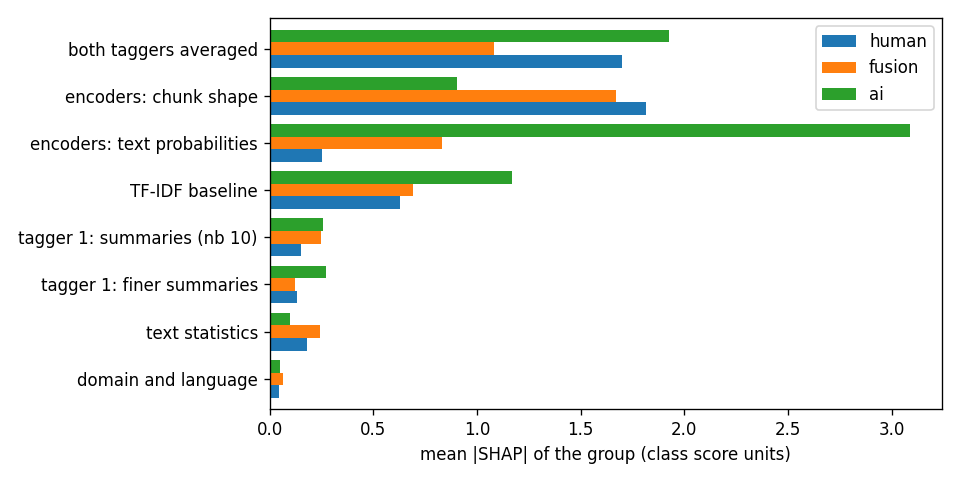 both taggers averaged
encoders: chunk shape
encoders: text probabilities
TF-IDF baseline
tagger 1: summaries (nb 10)
tagger 1: finer summaries
text statistics
domain and language
human
fusion
ai
0.0 0.5 1.0 1.5 2.0 2.5 3.0
mean |SHAP| of the group (class score units)